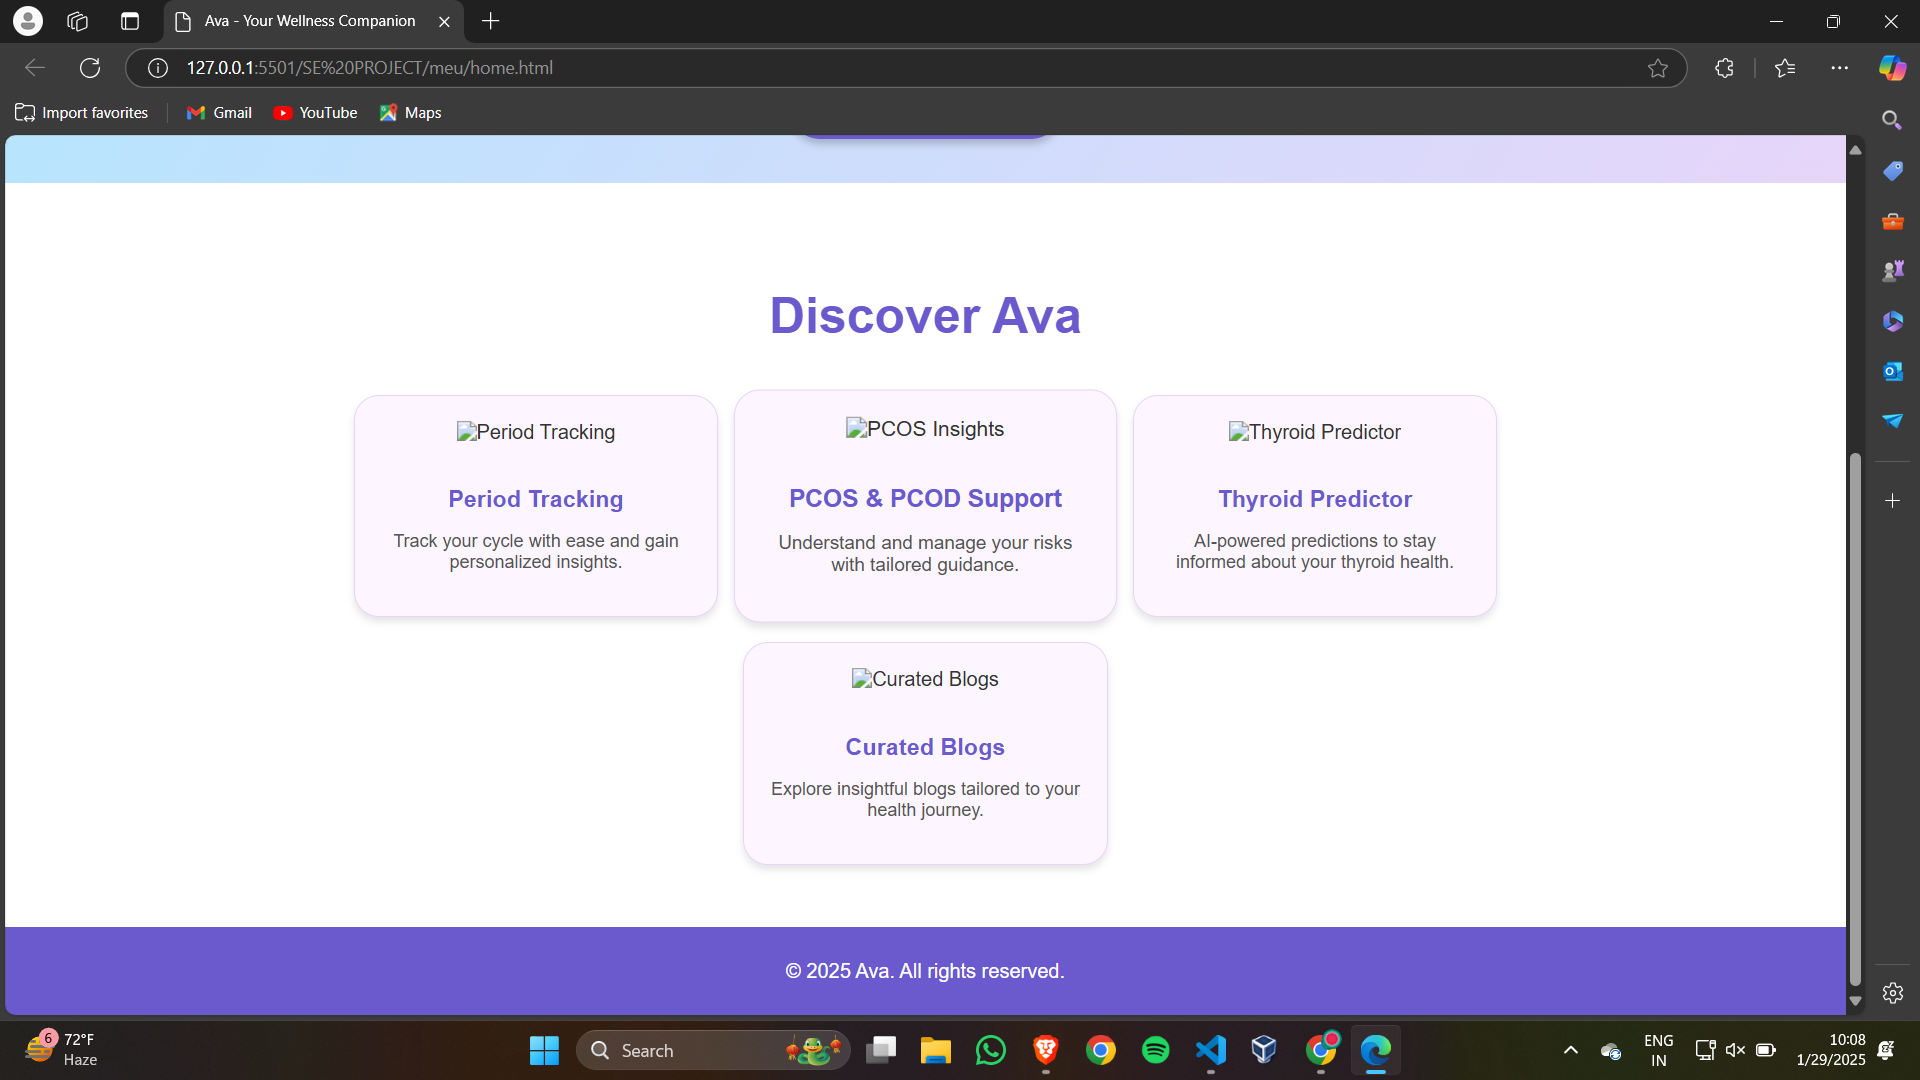 Ava - Your Wellness Companion
127.0.0.1:5501/SE%20PROJECT/meu/home.html
Import favorites
Gmail
YouTube
Maps
Discover Ava
Period Tracking
PCOS Insights
Thyroid Predictor
Period Tracking
PCOS & PCOD Support
Thyroid Predictor
Track your cycle with ease and gain
personalized insights.
Understand and manage your risks
with tailored guidance.
AI-powered predictions to stay
informed about your thyroid health.
Curated Blogs
Curated Blogs
Explore insightful blogs tailored to your
health journey.
© 2025 Ava. All rights reserved.
6
72°F
Haze
Search
ENG
IN
10:08
1/29/2025